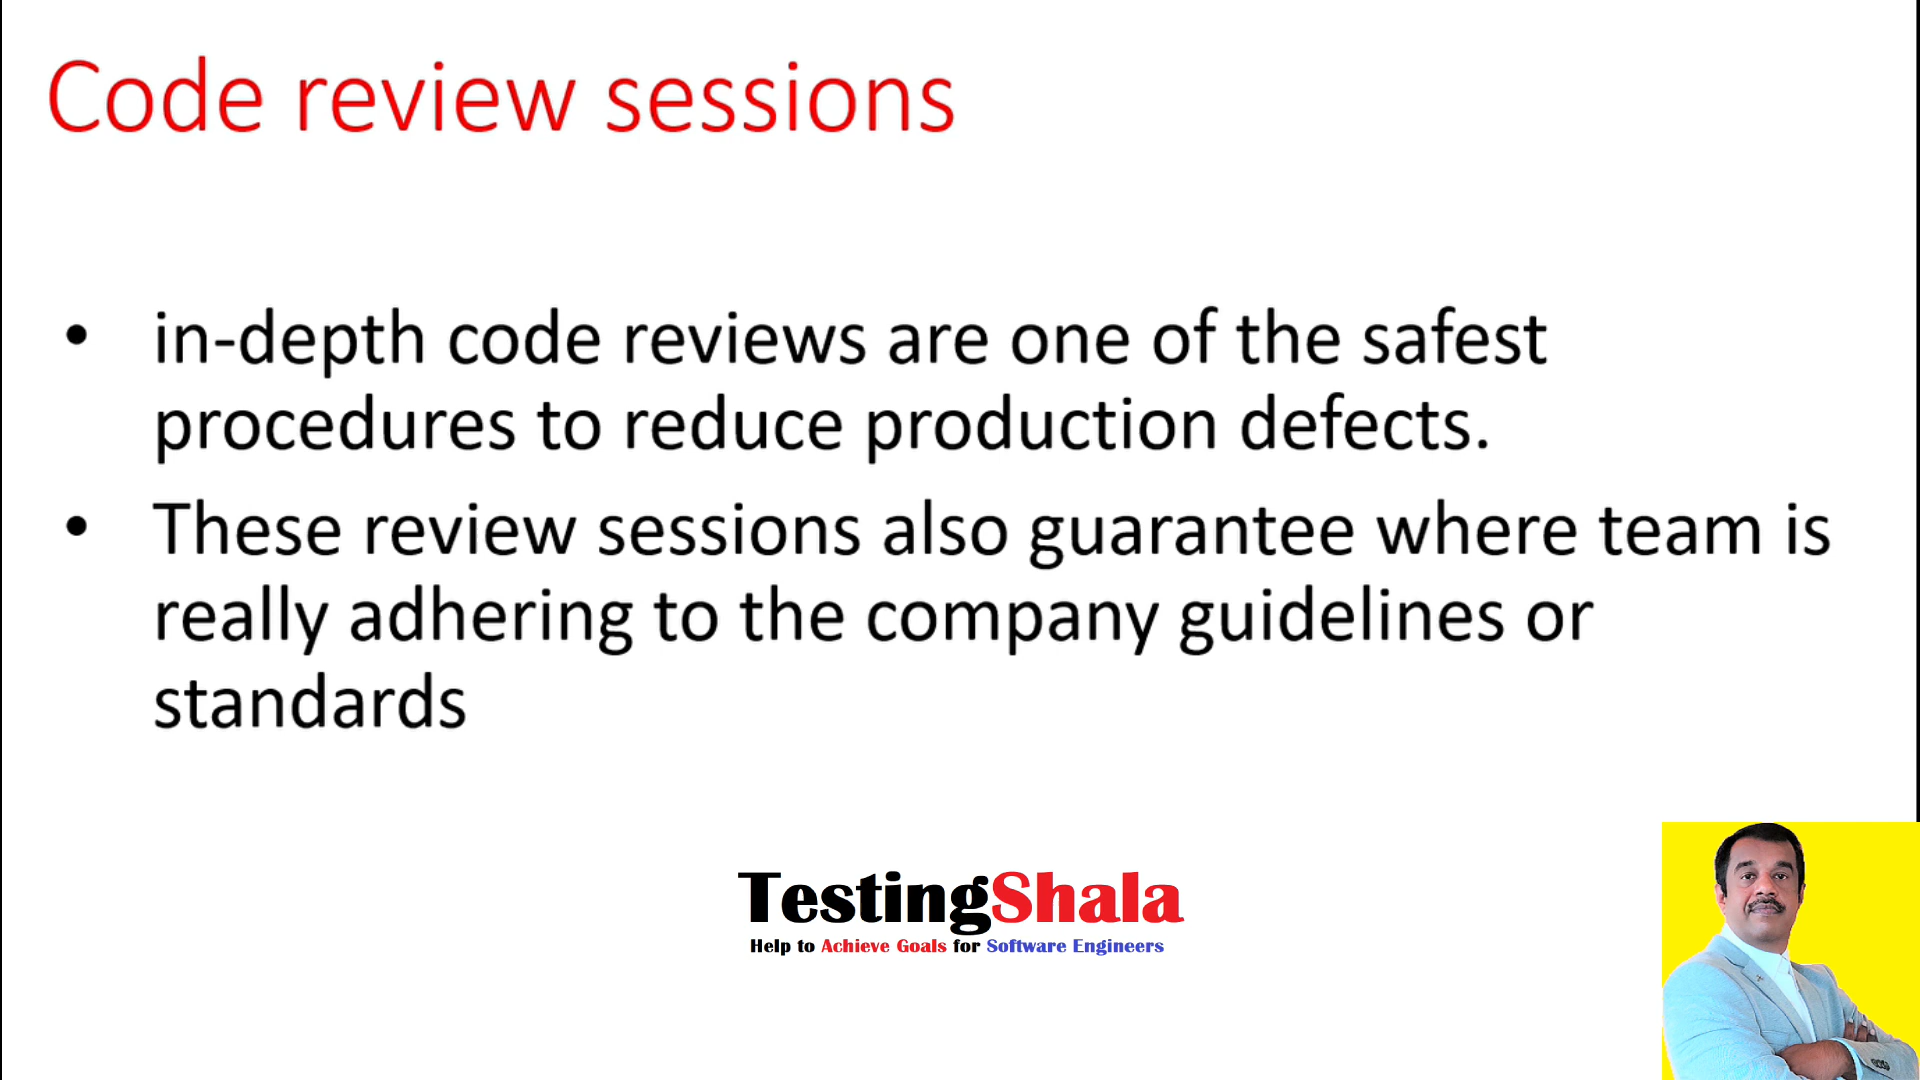 Code review sessions
• in-depth code reviews are one of the safest
procedures to reduce production defects.
• These review sessions also guarantee where team is
really adhering to the company guidelines or
standards
TestingShala
Help to Achieve Goals for Software Engineers